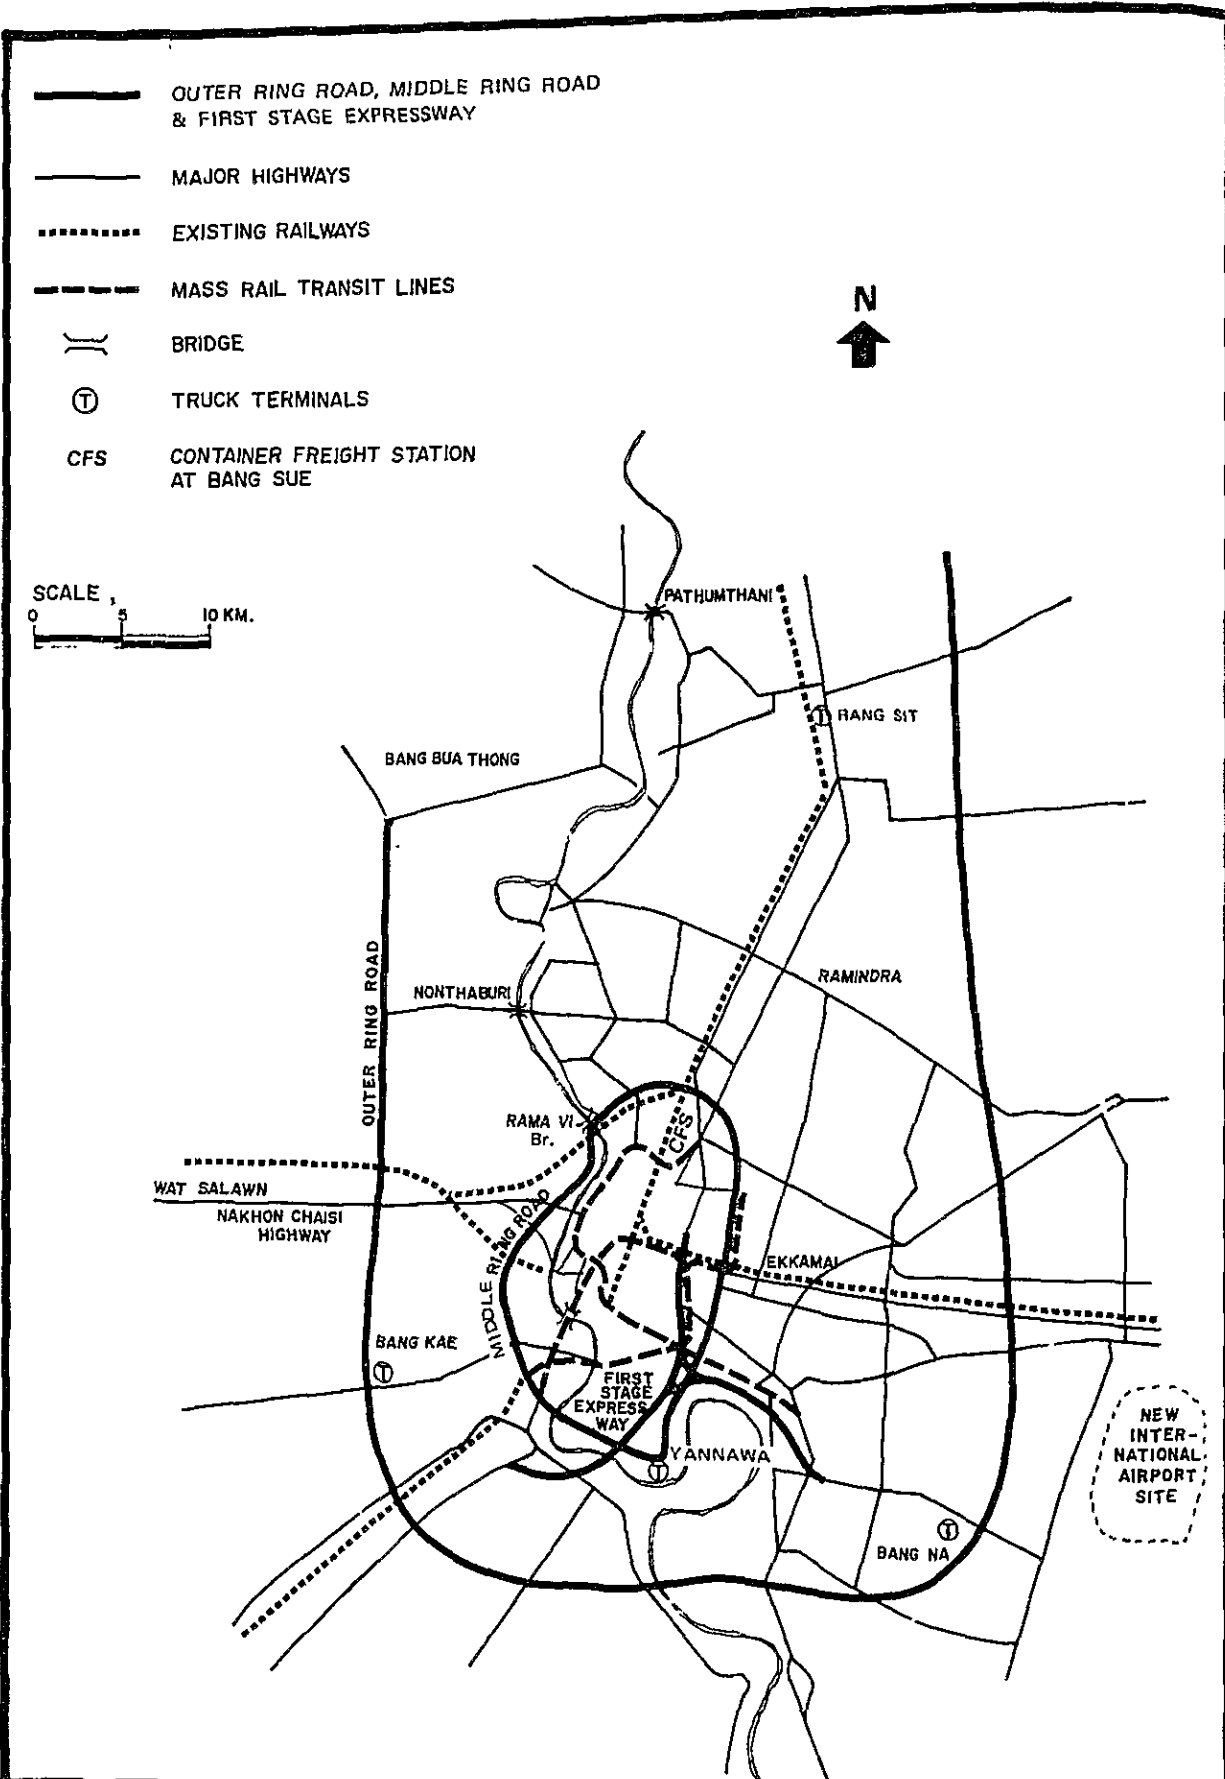 OUTER RING ROAD, MIDDLE RING ROAD
& FIRST STAGE EXPRESSWAY
MAJOR HIGHWAYS
EXISTING RAILWAYS
MASS RAIL TRANSIT LINES
BRIDGE
T TRUCK TERMINALS
CFS CONTAINER FREIGHT STATION
AT BANG SUE
N
SCALE
0 5 10 KM.
PATHUMTHANI
T RANG SIT
BANG BUA THONG
OUTER RING ROAD
RAMINDRA
NONTHABURI
RAMA VI
Br.
CFS
WAT SALAWN
NAKHON CHAISI
HIGHWAY
MIDDLE RING ROAD
EKKAMAI
BANG KAE
T
FIRST
STAGE
EXPRESS
WAY
YANNAWA
T
NEW
INTER-
NATIONAL
AIRPORT
SITE
T
BANG NA